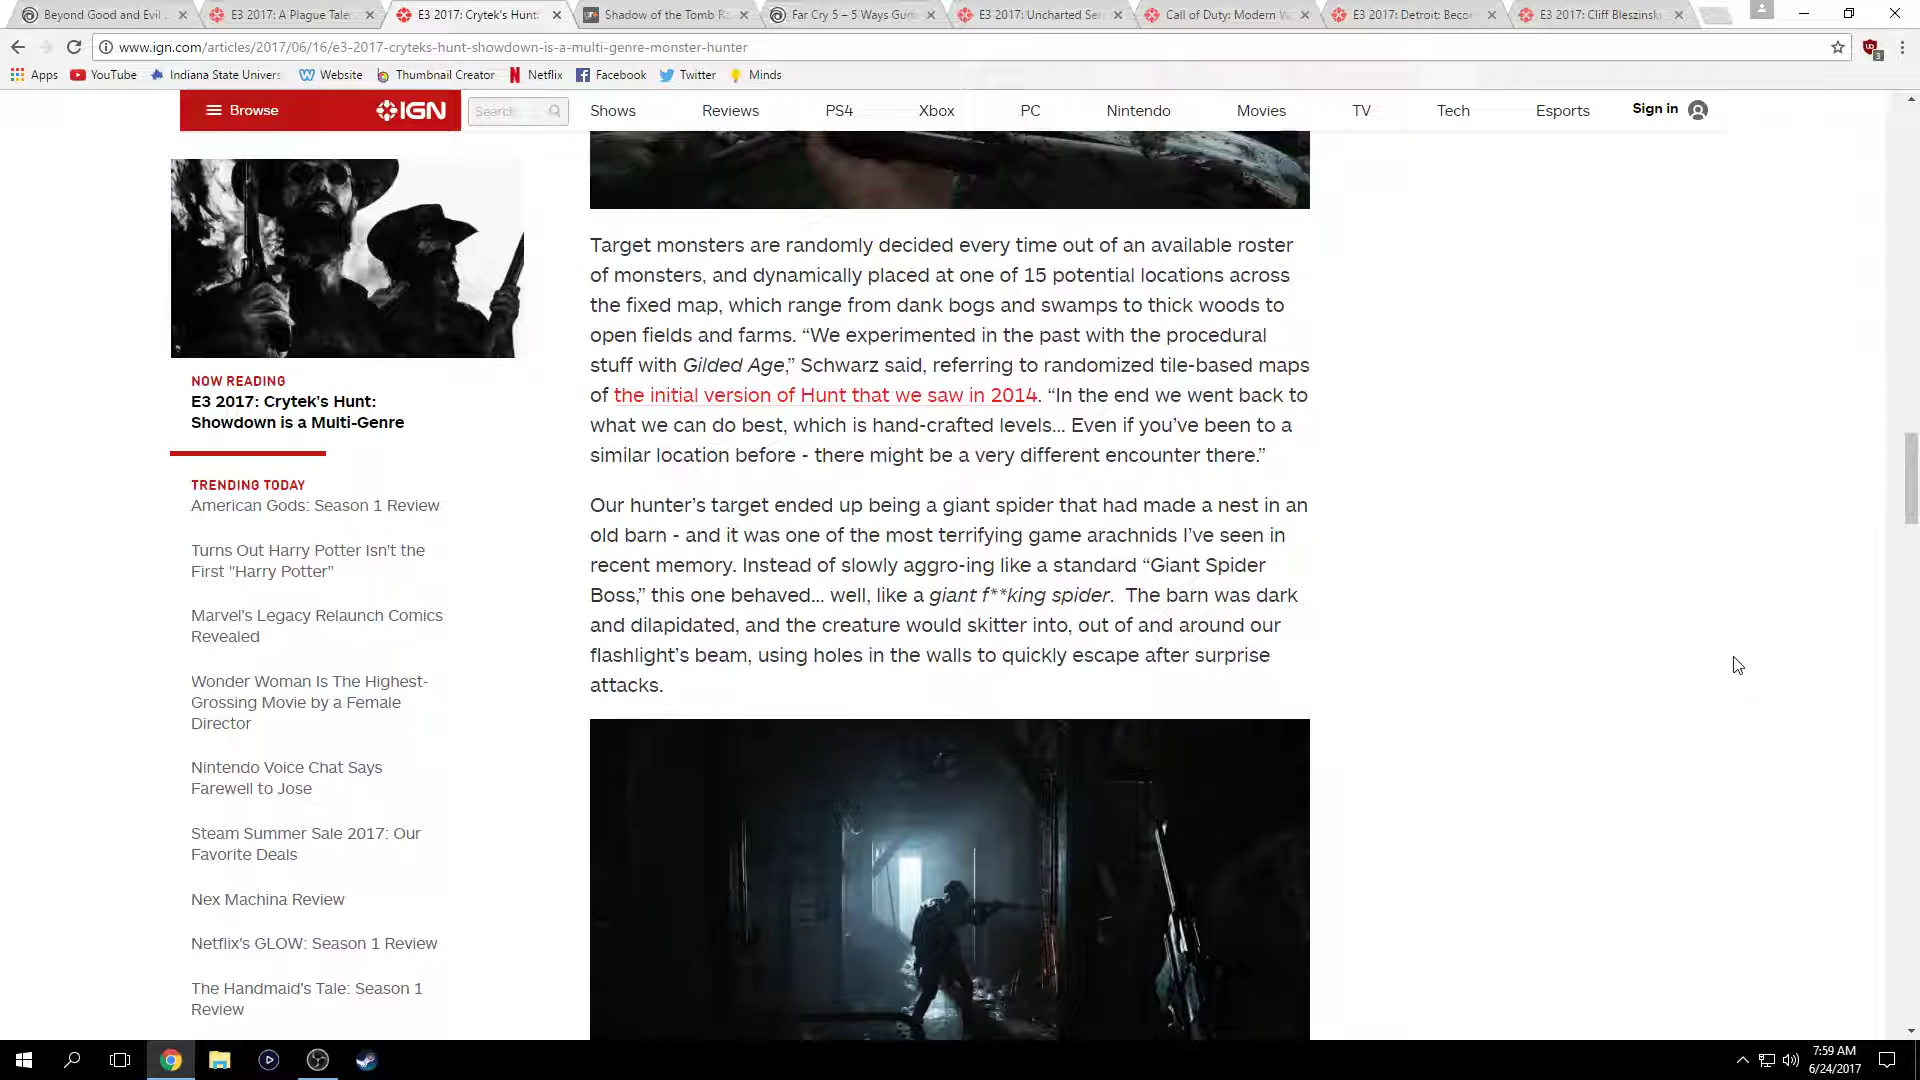 Beyond Good and Evil
E3 2017: A Plague Tale:
E3 2017: Crytek's Hunt:
Shadow of the Tomb Ra
Far Cry 5 – 5 Ways Gun
E3 2017: Uncharted Ser
Call of Duty: Modern W
E3 2017: Detroit: Beco
E3 2017: Cliff Bleszinski
www.ign.com/articles/2017/06/16/e3-2017-cryteks-hunt-showdown-is-a-multi-genre-monster-hunter
3
Apps YouTube Indiana State Univers Website Thumbnail Creator Netflix Facebook Twitter Minds
Browse IGN Search Shows Reviews PS4 Xbox PC Nintendo Movies TV Tech Esports Sign in
NOW READING
E3 2017: Crytek's Hunt:
Showdown is a Multi-Genre
TRENDING TODAY
American Gods: Season 1 Review
Turns Out Harry Potter Isn't the
First "Harry Potter"
Marvel's Legacy Relaunch Comics
Revealed
Wonder Woman Is The Highest-
Grossing Movie by a Female
Director
Nintendo Voice Chat Says
Farewell to Jose
Steam Summer Sale 2017: Our
Favorite Deals
Nex Machina Review
Netflix's GLOW: Season 1 Review
The Handmaid's Tale: Season 1
Review
Target monsters are randomly decided every time out of an available roster
of monsters, and dynamically placed at one of 15 potential locations across
the fixed map, which range from dank bogs and swamps to thick woods to
open fields and farms. “We experimented in the past with the procedural
stuff with Gilded Age,” Schwarz said, referring to randomized tile-based maps
of the initial version of Hunt that we saw in 2014. “In the end we went back to
what we can do best, which is hand-crafted levels... Even if you’ve been to a
similar location before - there might be a very different encounter there.”
Our hunter’s target ended up being a giant spider that had made a nest in an
old barn - and it was one of the most terrifying game arachnids I’ve seen in
recent memory. Instead of slowly aggro-ing like a standard “Giant Spider
Boss,” this one behaved... well, like a giant f**king spider. The barn was dark
and dilapidated, and the creature would skitter into, out of and around our
flashlight’s beam, using holes in the walls to quickly escape after surprise
attacks.
7:59 AM
6/24/2017